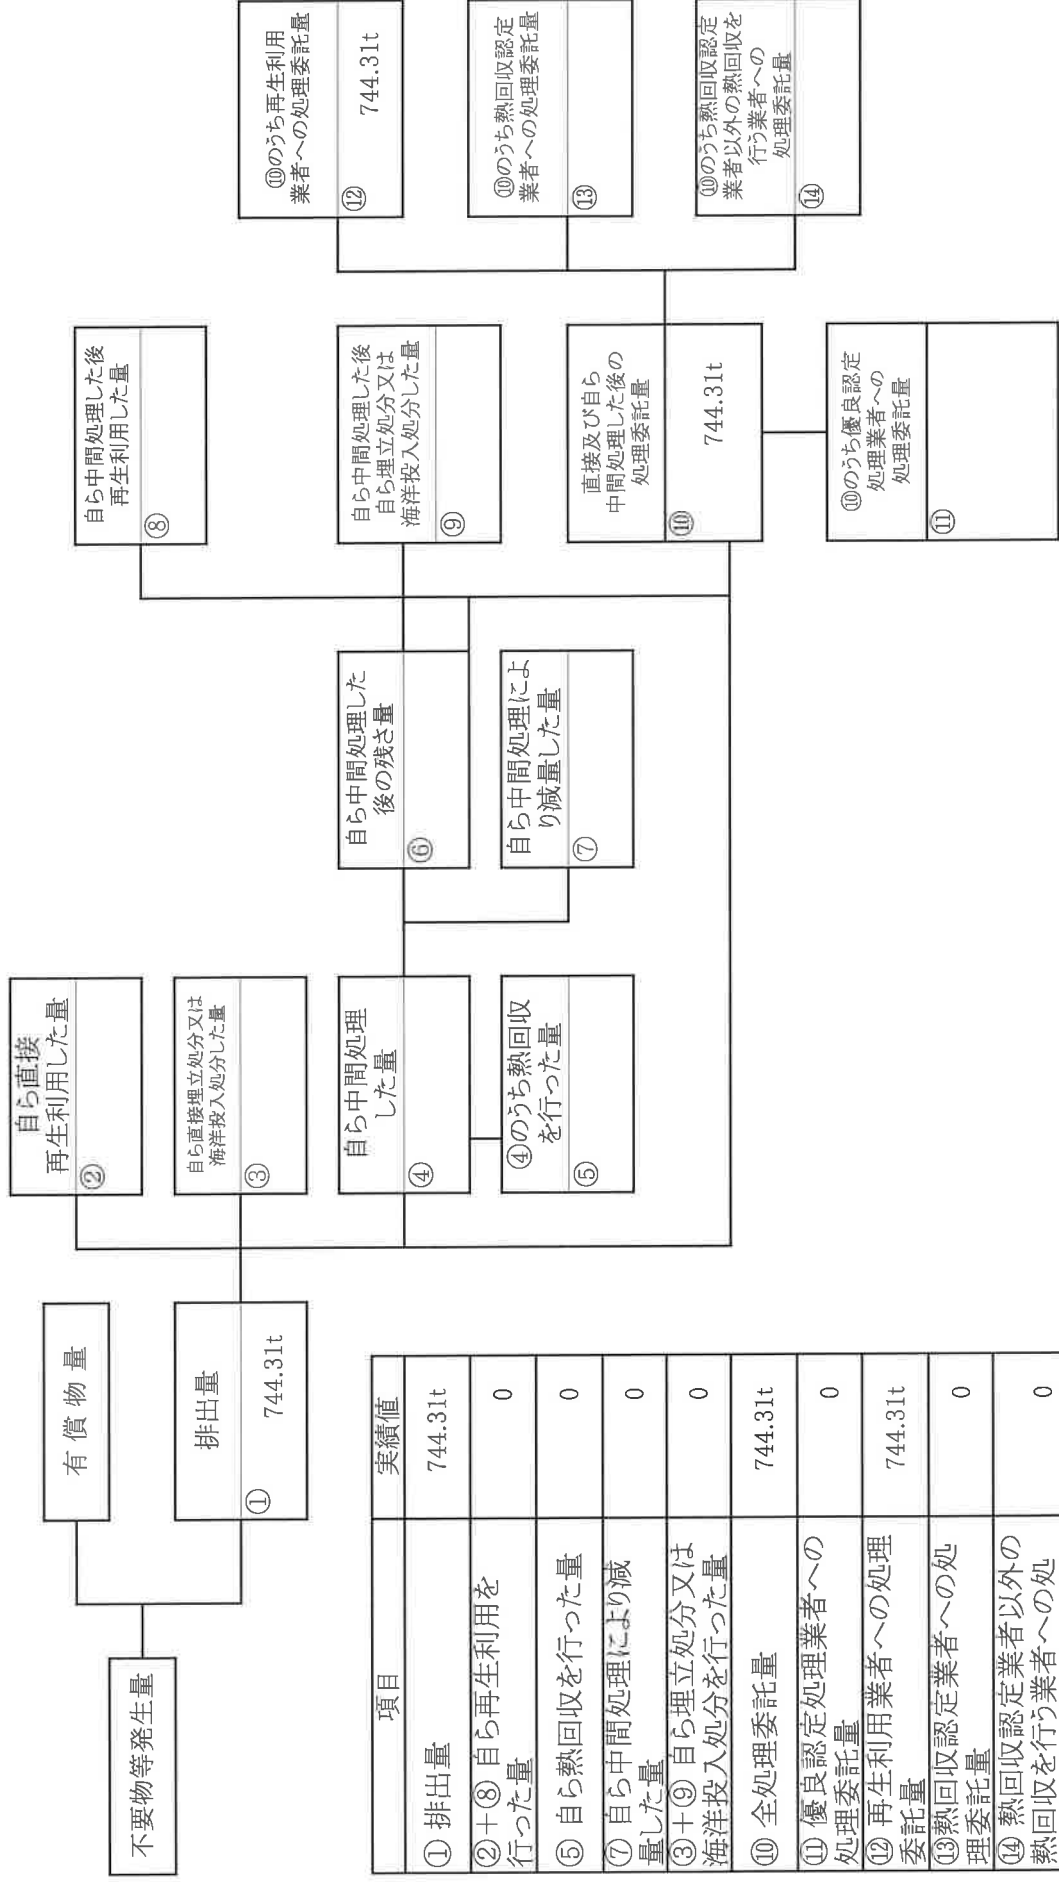 不要物等発生量
有償物量
排出量
①
744.31t
自ら直接
再生利用した量
②
自ら直接埋立処分又は
海洋投入処分した量
③
自ら中間処理
した量
④
④のうち熱回収
を行った量
⑤
自ら中間処理した
後の残さ量
⑥
自ら中間処理によ
り減量した量
⑦
自ら中間処理した後
再生利用した量
⑧
自ら中間処理した後
自ら埋立処分又は
海洋投入処分した量
⑨
直接及び自ら
中間処理した後の
処理委託量
⑩
744.31t
⑩のうち優良認定
処理業者への
処理委託量
⑪
⑩のうち再生利用
業者への処理委託量
⑫
744.31t
⑩のうち熱回収認定
業者への処理委託量
⑬
⑩のうち熱回収認定
業者以外の熱回収を
行う業者への
処理委託量
⑭
項目 実績値
① 排出量 744.31t
②+⑧ 自ら再生利用を
行った量 0
⑤ 自ら熱回収を行った量 0
⑦ 自ら中間処理により減
量した量 0
③+⑨ 自ら埋立処分又は
海洋投入処分を行った量 0
⑩ 全処理委託量 744.31t
⑪ 優良認定処理業者への
処理委託量 0
⑫ 再生利用業者への処理
委託量 744.31t
⑬熱回収認定業者への処
理委託量 0
⑭ 熱回収認定業者以外の
熱回収を行う業者への処 0